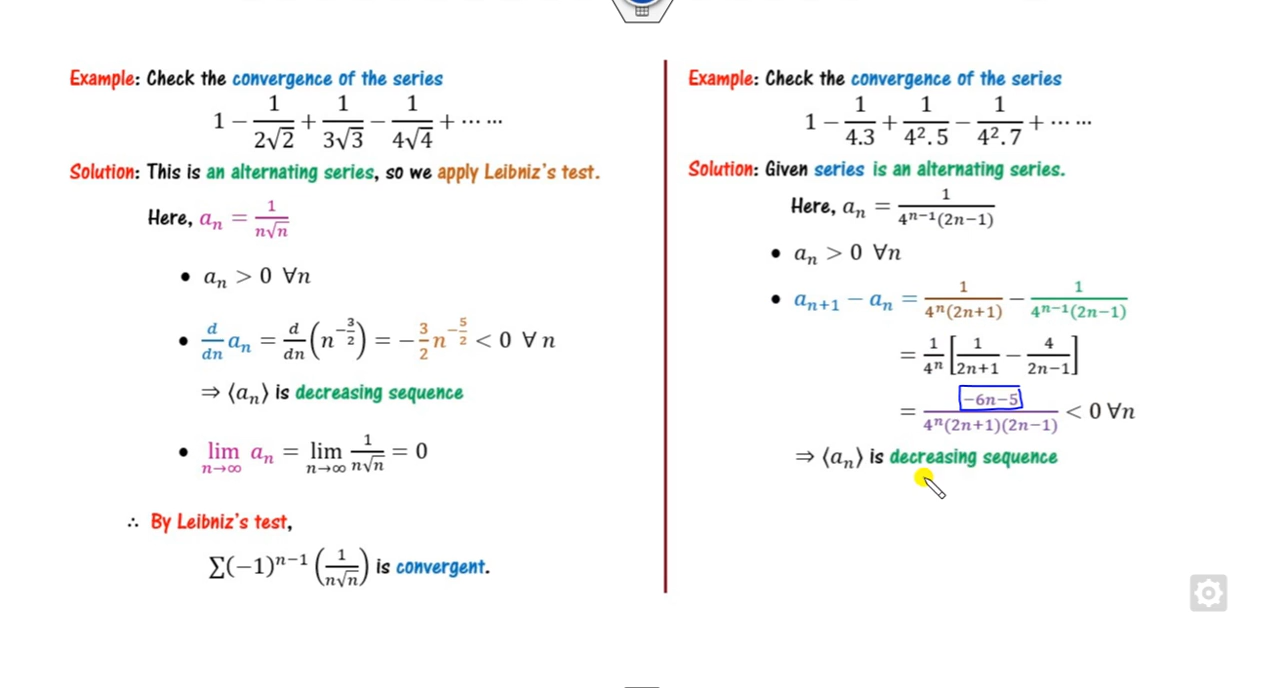 Example: Check the convergence of the series
1 − 1/(2√2) + 1/(3√3) − 1/(4√4) + ⋯ ⋯
Solution: This is an alternating series, so we apply Leibniz's test.
Here, aₙ = 1/(n√n)
• aₙ > 0 ∀n
• d/dn aₙ = d/dn (n^(−3/2)) = −3/2 n^(−5/2) < 0 ∀ n
⇒ ⟨aₙ⟩ is decreasing sequence
• lim n→∞ aₙ = lim n→∞ 1/(n√n) = 0
∴ By Leibniz's test,
∑(−1)ⁿ⁻¹ (1/(n√n)) is convergent.
Example: Check the convergence of the series
1 − 1/(4.3) + 1/(4².5) − 1/(4².7) + ⋯ ⋯
Solution: Given series is an alternating series.
Here, aₙ = 1/(4ⁿ⁻¹(2n−1))
• aₙ > 0 ∀n
• aₙ₊₁ − aₙ = 1/(4ⁿ(2n+1)) − 1/(4ⁿ⁻¹(2n−1))
= 1/4ⁿ [1/(2n+1) − 4/(2n−1)]
= (−6n−5)/(4ⁿ(2n+1)(2n−1)) < 0 ∀n
⇒ ⟨aₙ⟩ is decreasing sequence